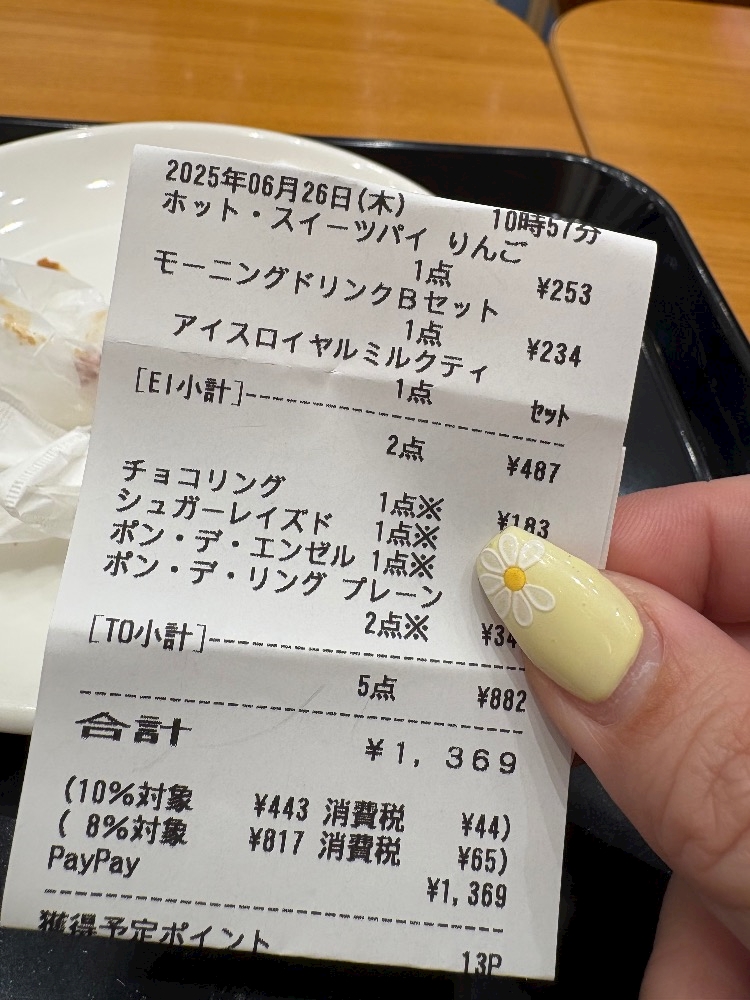 2025年06月26日(木) 10時57分
ホット・スイーツパイ りんご
1点 ¥253
モーニングドリンクBセット
1点 ¥234
アイスロイヤルミルクティ
1点 セット
[EI小計]
2点 ¥487
チョコリング 1点※ ¥183
シュガーレイズド 1点※
ポン・デ・エンゼル 1点※
ポン・デ・リング プレーン
2点※ ¥34
[TO小計]
5点 ¥882
合計 ¥1,369
(10%対象 ¥443 消費税 ¥44)
( 8%対象 ¥817 消費税 ¥65)
PayPay ¥1,369
獲得予定ポイント 13P